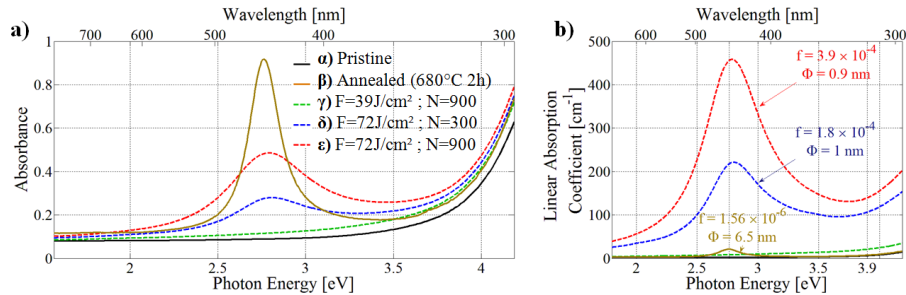 Wavelength [nm]
a)
700 600 500 400 300
1
0.8
0.6
0.4
0.2
0
Absorbance
α) Pristine
β) Annealed (680°C 2h)
γ) F=39J/cm² ; N=900
δ) F=72J/cm² ; N=300
ε) F=72J/cm² ; N=900
2 2.5 3 3.5 4
Photon Energy [eV]
Wavelength [nm]
b)
600 500 400 300
500
400
300
200
100
0
Linear Absorption
Coefficient [cm⁻¹]
f = 3.9 × 10⁻⁴
Φ = 0.9 nm
f = 1.8 × 10⁻⁴
Φ = 1 nm
f = 1.56 × 10⁻⁶
Φ = 6.5 nm
2 2.5 3 3.5 3.9
Photon Energy [eV]